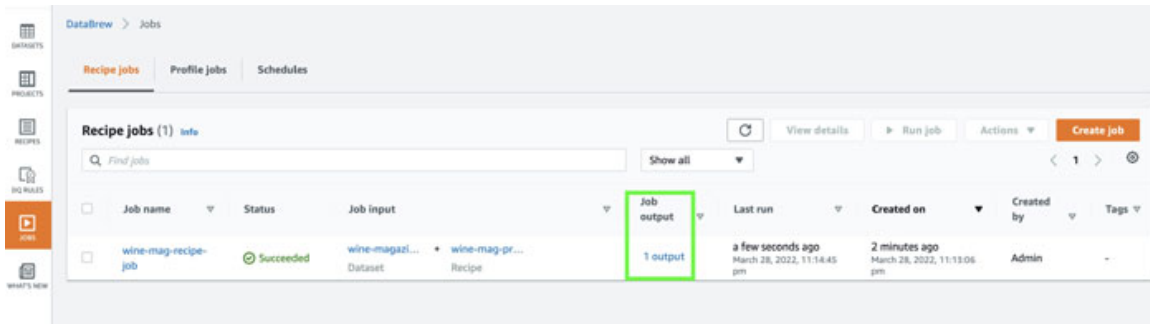 DataBrew > Jobs
DATASETS
PROJECTS
RECIPES
DQ RULES
JOBS
WHAT'S NEW
Recipe jobs Profile jobs Schedules
Recipe jobs (1) Info
View details Run job Actions Create job
Find jobs
Show all
1
Job name Status Job input Job output Last run Created on Created by Tags
wine-mag-recipe-job
Succeeded
wine-magazi... + wine-mag-pr...
Dataset Recipe
1 output
a few seconds ago
March 28, 2022, 11:14:45
pm
2 minutes ago
March 28, 2022, 11:13:06
pm
Admin
-